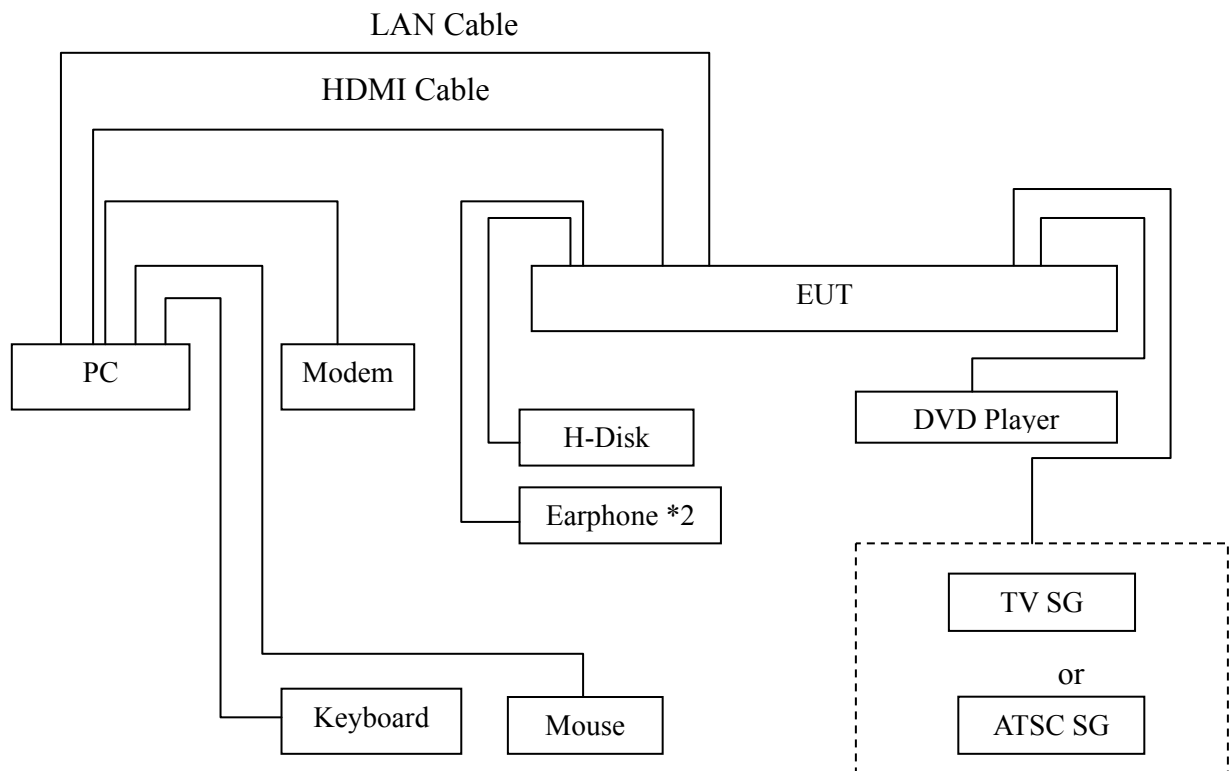 LAN Cable
HDMI Cable
EUT
PC
Modem
DVD Player
H-Disk
Earphone *2
TV SG
or
ATSC SG
Keyboard
Mouse